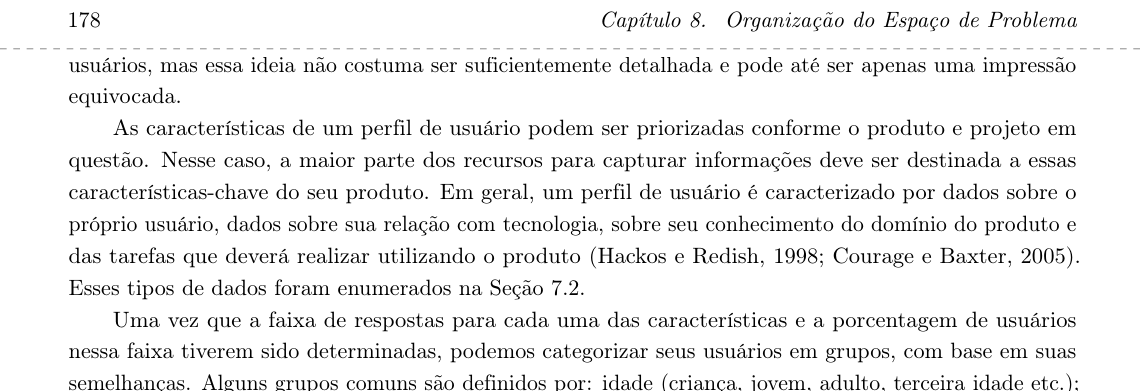 178 Capítulo 8. Organização do Espaço de Problema
usuários, mas essa ideia não costuma ser suficientemente detalhada e pode até ser apenas uma impressão
equivocada.
As características de um perfil de usuário podem ser priorizadas conforme o produto e projeto em
questão. Nesse caso, a maior parte dos recursos para capturar informações deve ser destinada a essas
características-chave do seu produto. Em geral, um perfil de usuário é caracterizado por dados sobre o
próprio usuário, dados sobre sua relação com tecnologia, sobre seu conhecimento do domínio do produto e
das tarefas que deverá realizar utilizando o produto (Hackos e Redish, 1998; Courage e Baxter, 2005).
Esses tipos de dados foram enumerados na Seção 7.2.
Uma vez que a faixa de respostas para cada uma das características e a porcentagem de usuários
nessa faixa tiverem sido determinadas, podemos categorizar seus usuários em grupos, com base em suas
semelhanças. Alguns grupos comuns são definidos por: idade (criança, jovem, adulto, terceira idade etc.);